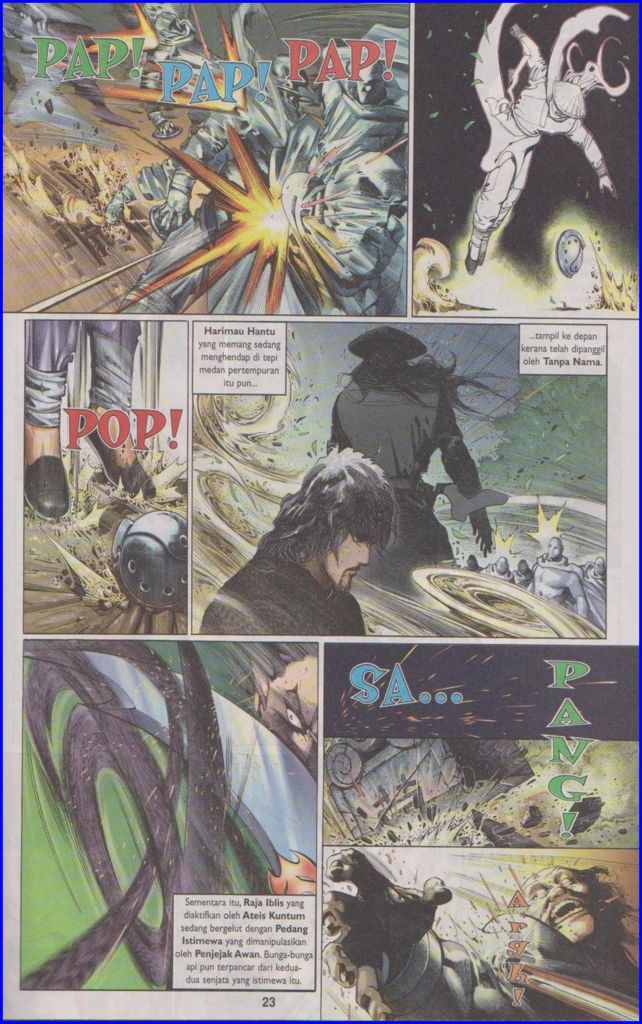 PAP!
PAP!
PAP!
POP!
Harimau Hantu
yang memang sedang
menghendap di tepi
medan pertempuran
itu pun...
...tampil ke depan
kerana telah dipanggil
oleh Tanpa Nama.
Sementara itu, Raja Iblis yang
diaktifkan oleh Ateis Kuntum
sedang bergelut dengan Pedang
Istimewa yang dimanipulasikan
oleh Penjejak Awan. Bunga-bunga
api pun terpancar dari kedua-
dua senjata yang istimewa itu.
SA...
PANG!
Argh!
23